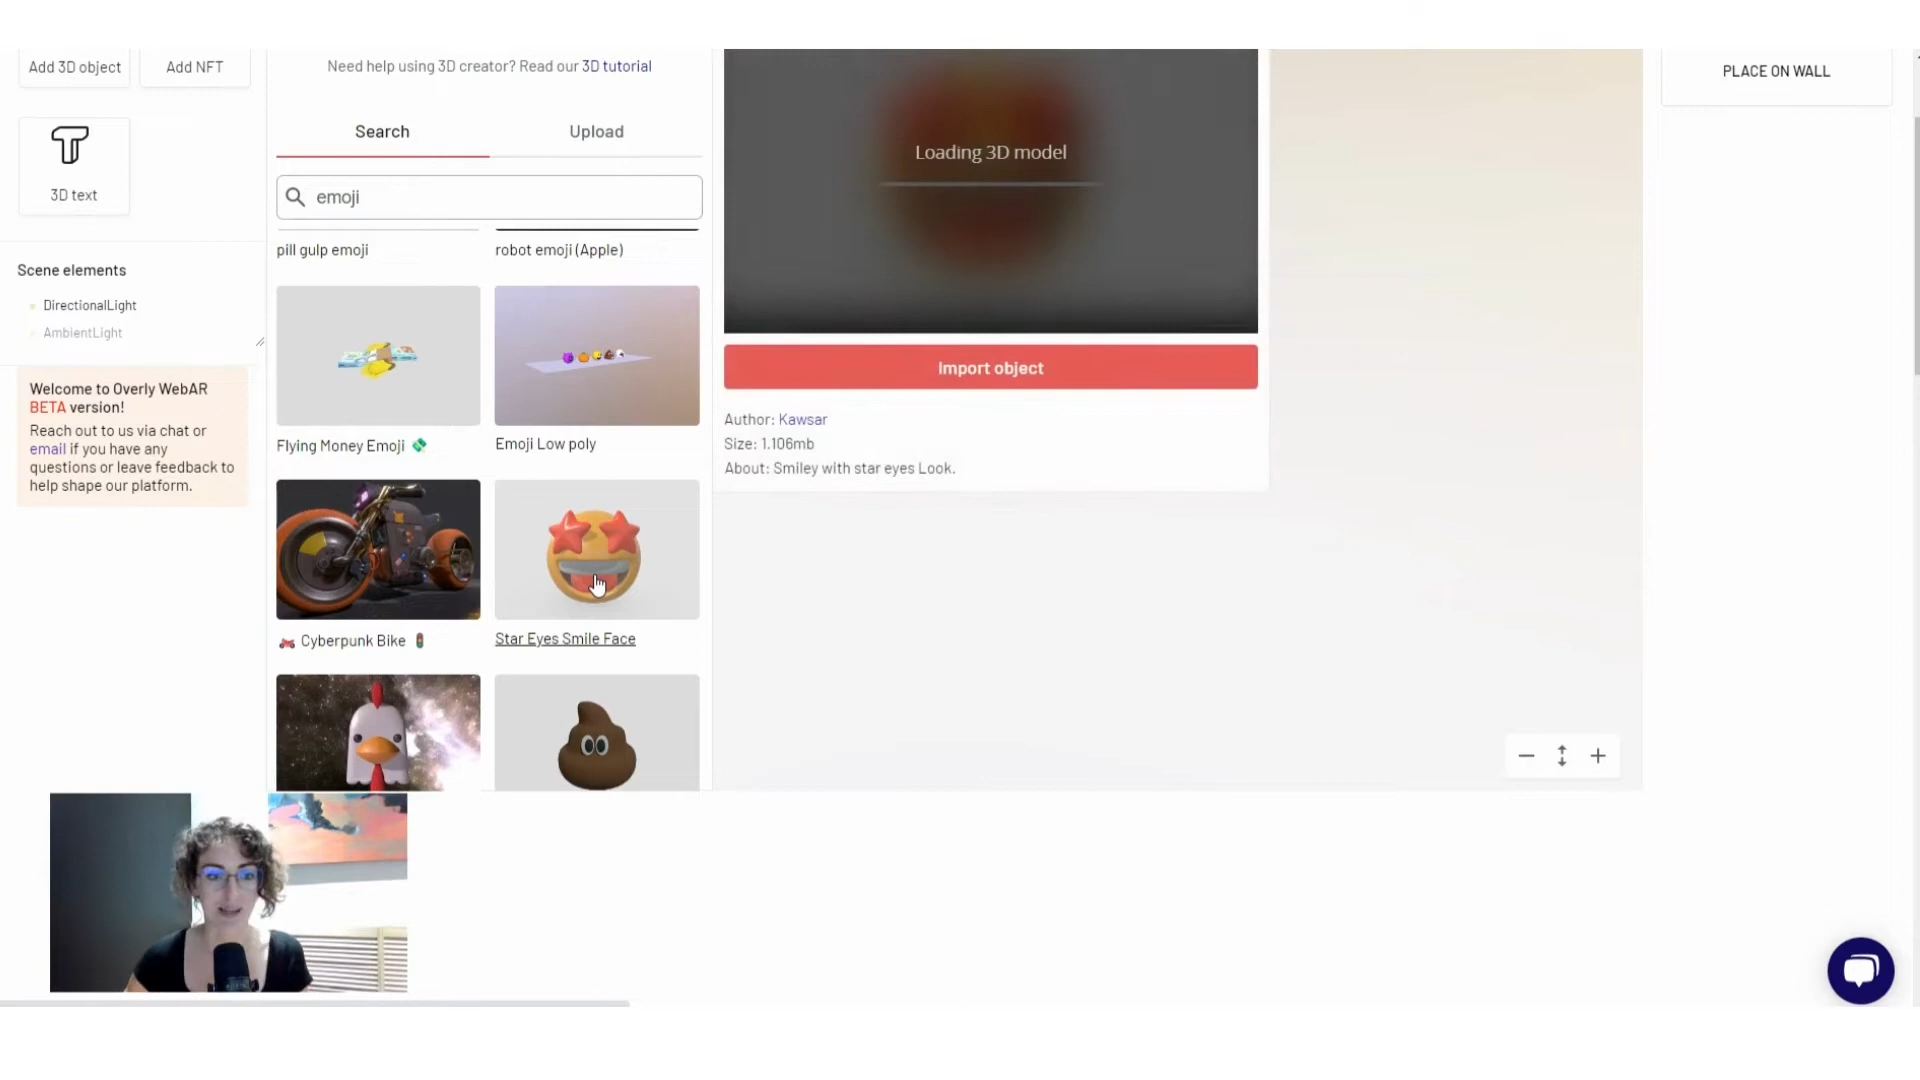 Add 3D object
Add NFT
3D text
Scene elements
DirectionalLight
AmbientLight
Welcome to Overly WebAR
BETA version!
Reach out to us via chat or
email if you have any
questions or leave feedback to
help shape our platform.
Need help using 3D creator? Read our 3D tutorial
Search
Upload
emoji
pill gulp emoji
robot emoji (Apple)
Flying Money Emoji 💸
Emoji Low poly
🏍️ Cyberpunk Bike 🚦
Star Eyes Smile Face
Loading 3D model
Import object
Author: Kawsar
Size: 1.106mb
About: Smiley with star eyes Look.
PLACE ON WALL